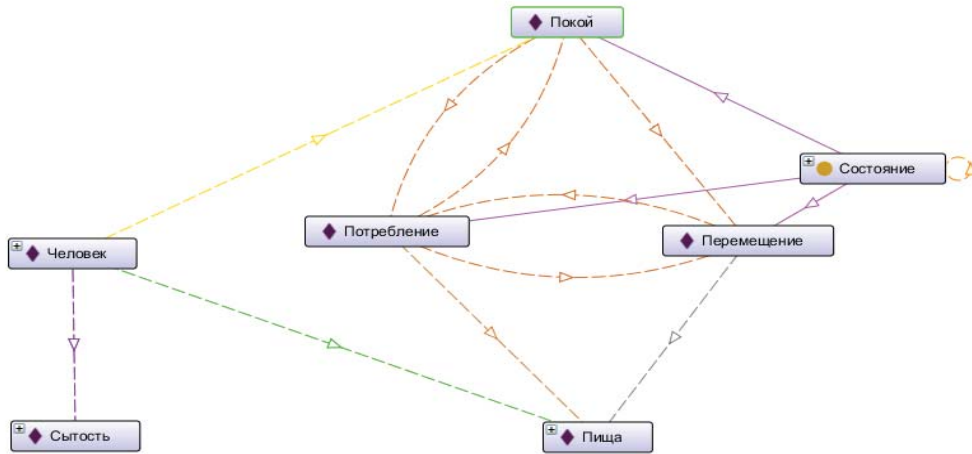 Покой
Состояние
Потребление
Перемещение
Человек
Сытость
Пища